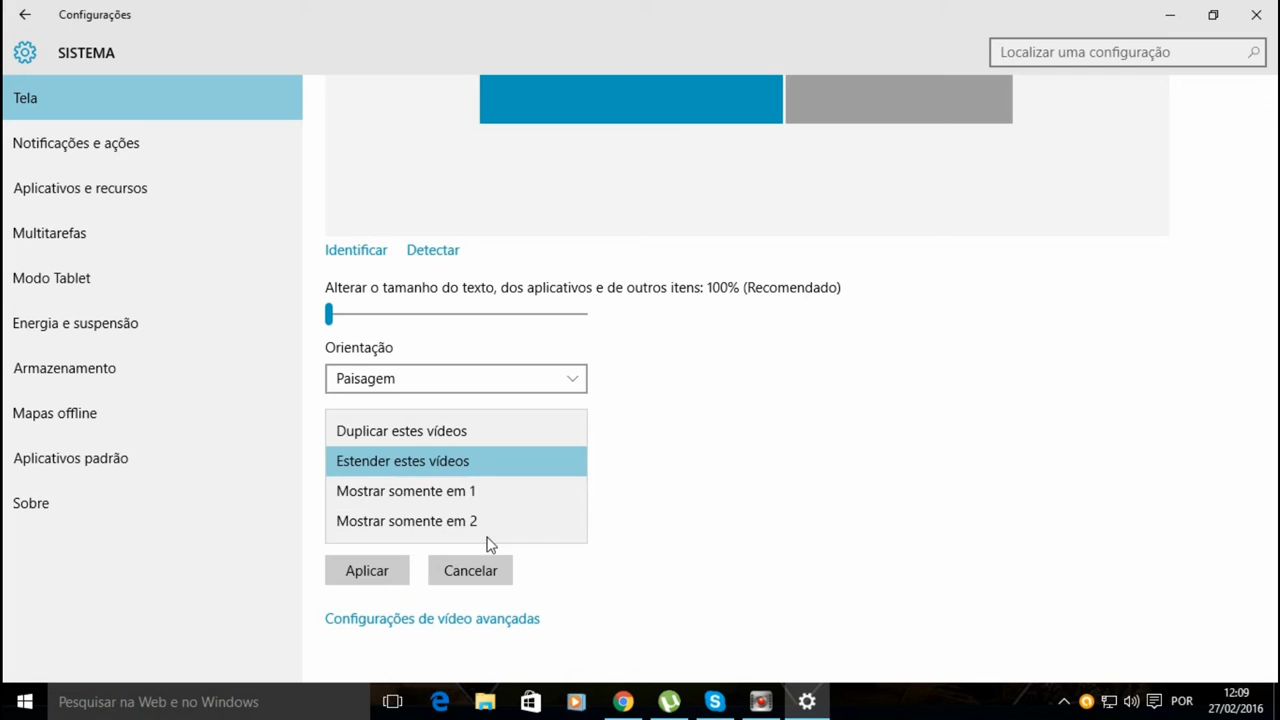 Configurações
SISTEMA
Localizar uma configuração
Tela
Notificações e ações
Aplicativos e recursos
Multitarefas
Modo Tablet
Energia e suspensão
Armazenamento
Mapas offline
Aplicativos padrão
Sobre
Identificar Detectar
Alterar o tamanho do texto, dos aplicativos e de outros itens: 100% (Recomendado)
Orientação
Paisagem
Duplicar estes vídeos
Estender estes vídeos
Mostrar somente em 1
Mostrar somente em 2
Aplicar Cancelar
Configurações de vídeo avançadas
Pesquisar na Web e no Windows
POR
12:09
27/02/2016